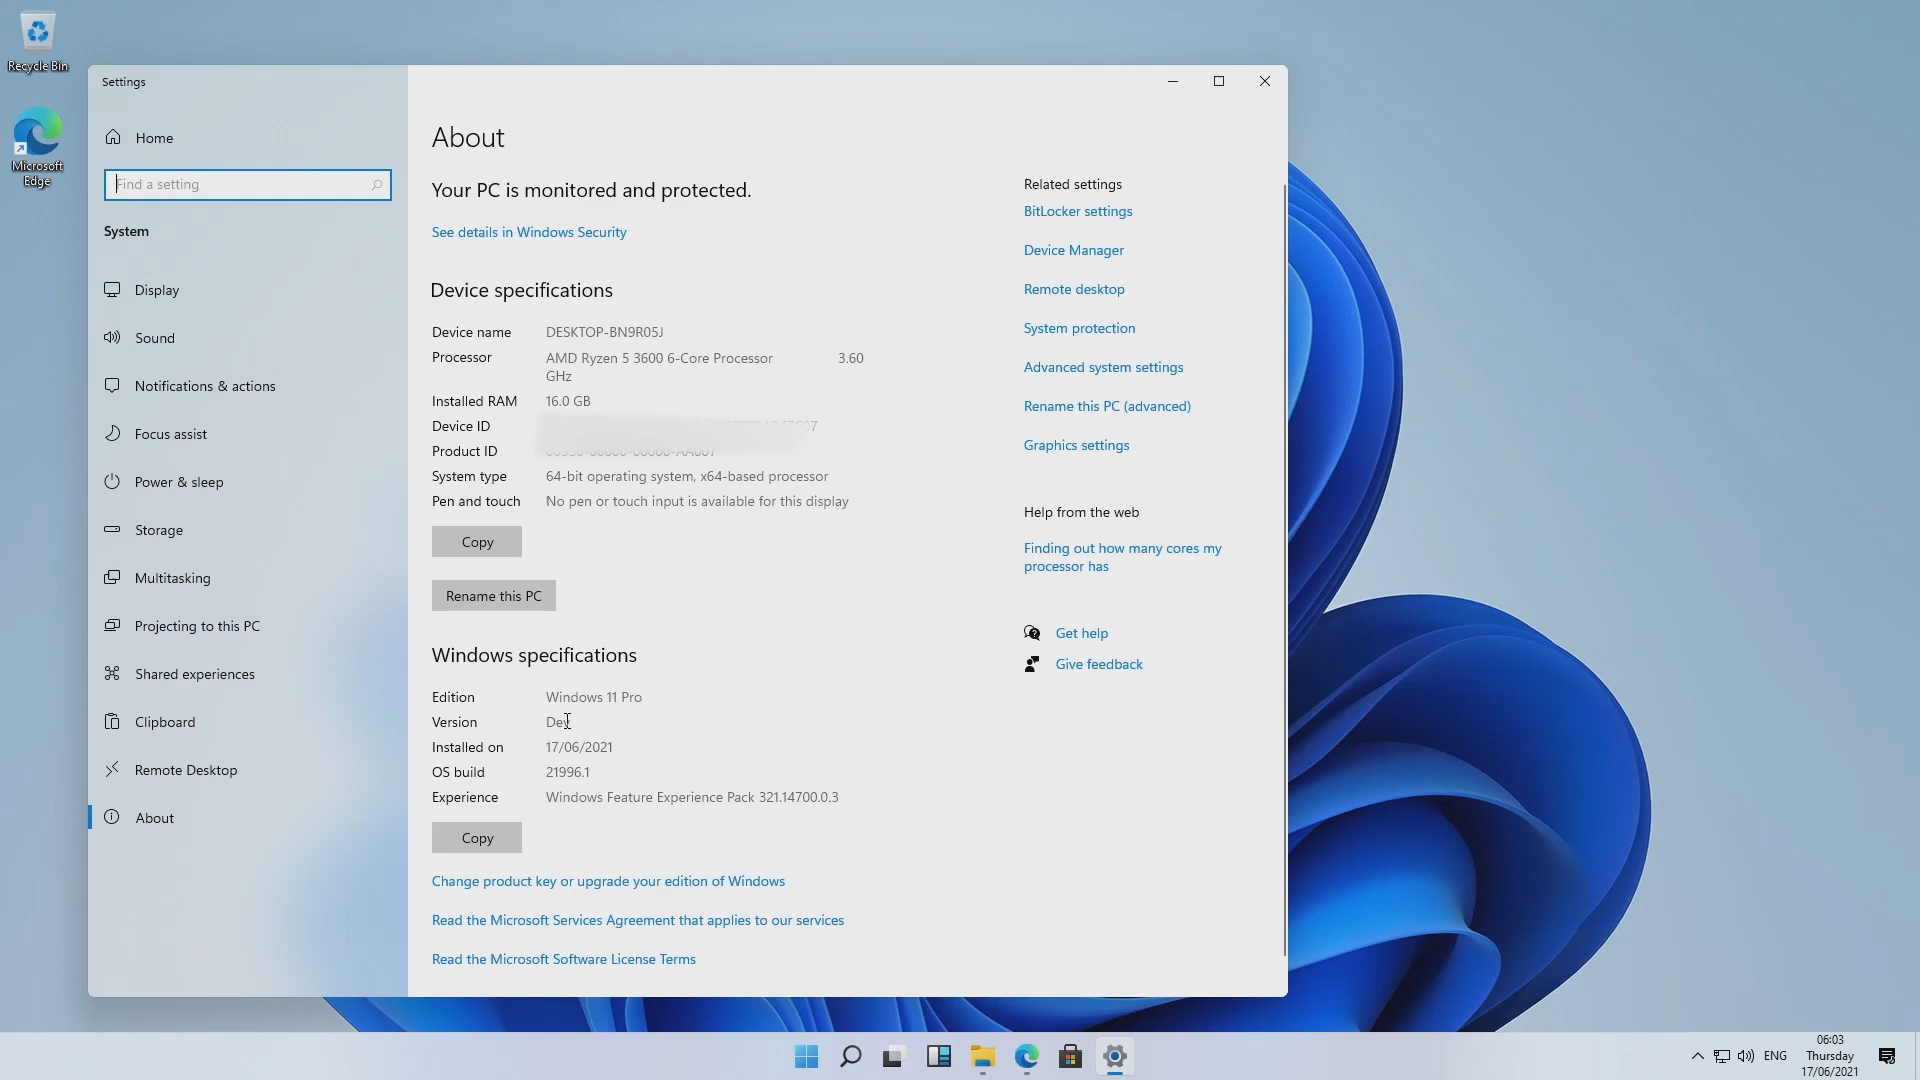 Recycle Bin
Microsoft
Edge
Settings
Home
Find a setting
System
Display
Sound
Notifications & actions
Focus assist
Power & sleep
Storage
Multitasking
Projecting to this PC
Shared experiences
Clipboard
Remote Desktop
About
About
Your PC is monitored and protected.
See details in Windows Security
Device specifications
Device name DESKTOP-BN9R05J
Processor AMD Ryzen 5 3600 6-Core Processor 3.60
GHz
Installed RAM 16.0 GB
Device ID
Product ID
System type 64-bit operating system, x64-based processor
Pen and touch No pen or touch input is available for this display
Copy
Rename this PC
Windows specifications
Edition Windows 11 Pro
Version Dev
Installed on 17/06/2021
OS build 21996.1
Experience Windows Feature Experience Pack 321.14700.0.3
Copy
Change product key or upgrade your edition of Windows
Read the Microsoft Services Agreement that applies to our services
Read the Microsoft Software License Terms
Related settings
BitLocker settings
Device Manager
Remote desktop
System protection
Advanced system settings
Rename this PC (advanced)
Graphics settings
Help from the web
Finding out how many cores my
processor has
Get help
Give feedback
ENG
06:03
Thursday
17/06/2021